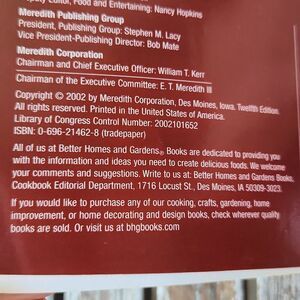 Deputy Editor, Food and Entertaining: Nancy Hopkins
Meredith Publishing Group
President, Publishing Group: Stephen M. Lacy
Vice President-Publishing Director: Bob Mate
Meredith Corporation
Chairman and Chief Executive Officer: William T. Kerr
Chairman of the Executive Committee: E. T. Meredith III
Copyright © 2002 by Meredith Corporation, Des Moines, Iowa. Twelfth Edition.
All rights reserved. Printed in the United States of America.
Library of Congress Control Number: 2002101652
ISBN: 0-696-21462-8 (tradepaper)
All of us at Better Homes and Gardens® Books are dedicated to providing you
with the information and ideas you need to create delicious foods. We welcome
your comments and suggestions. Write to us at: Better Homes and Gardens Books,
Cookbook Editorial Department, 1716 Locust St., Des Moines, IA 50309-3023.
If you would like to purchase any of our cooking, crafts, gardening, home
improvement, or home decorating and design books, check wherever quality
books are sold. Or visit us at bhgbooks.com